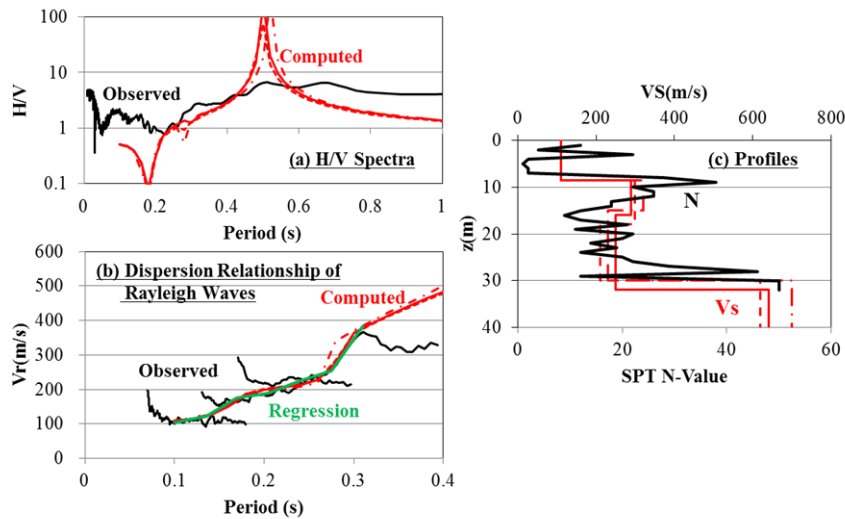 100
10
1
0.1
H/V
Observed
Computed
(a) H/V Spectra
0 0.2 0.4 0.6 0.8 1
Period (s)
600
500
400
300
200
100
0
Vr(m/s)
(b) Dispersion Relationship of
Rayleigh Waves
Computed
Observed
Regression
0 0.1 0.2 0.3 0.4
Period (s)
VS(m/s)
0 200 400 600 800
0
10
20
30
40
z(m)
(c) Profiles
N
Vs
0 20 40 60
SPT N-Value